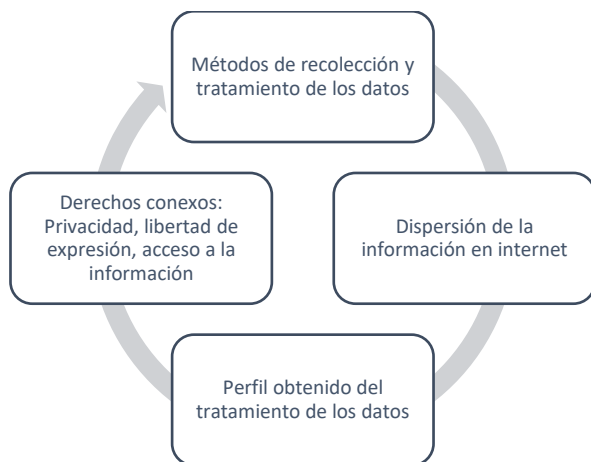 Métodos de recolección y
tratamiento de los datos
Dispersión de la
información en internet
Perfil obtenido del
tratamiento de los datos
Derechos conexos:
Privacidad, libertad de
expresión, acceso a la
información